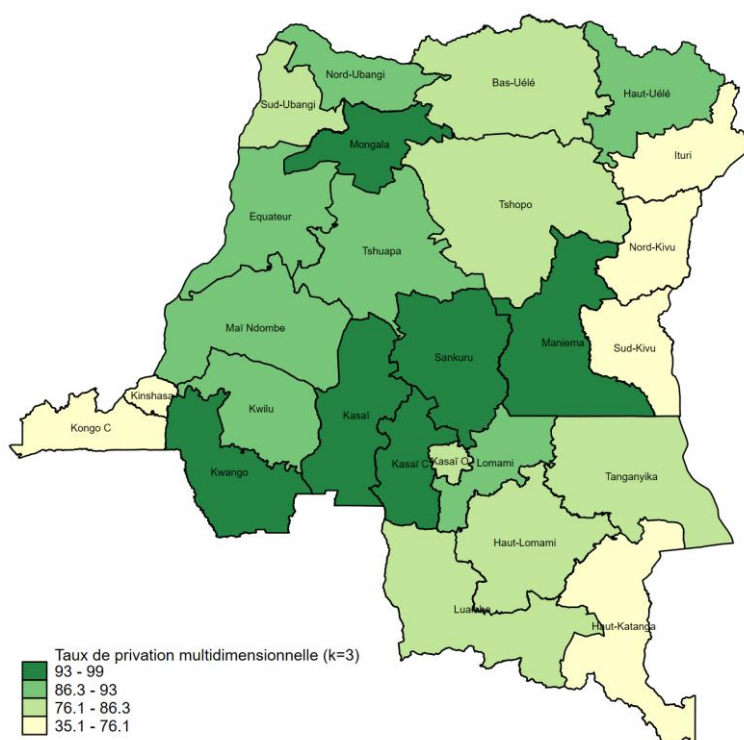 Nord-Ubangi
Bas-Uélé
Haut-Uélé
Sud-Ubangi
Mongala
Ituri
Tshopo
Equateur
Nord-Kivu
Tshuapa
Maï Ndombe
Maniema
Sud-Kivu
Sankuru
Kinshasa
Kwilu
Kasaï
Kongo C
Kasaï C
Kasaï O
Lomami
Kwango
Tanganyika
Haut-Lomami
Lualaba
Haut-Katanga
Taux de privation multidimensionnelle (k=3)
93 - 99
86.3 - 93
76.1 - 86.3
35.1 - 76.1